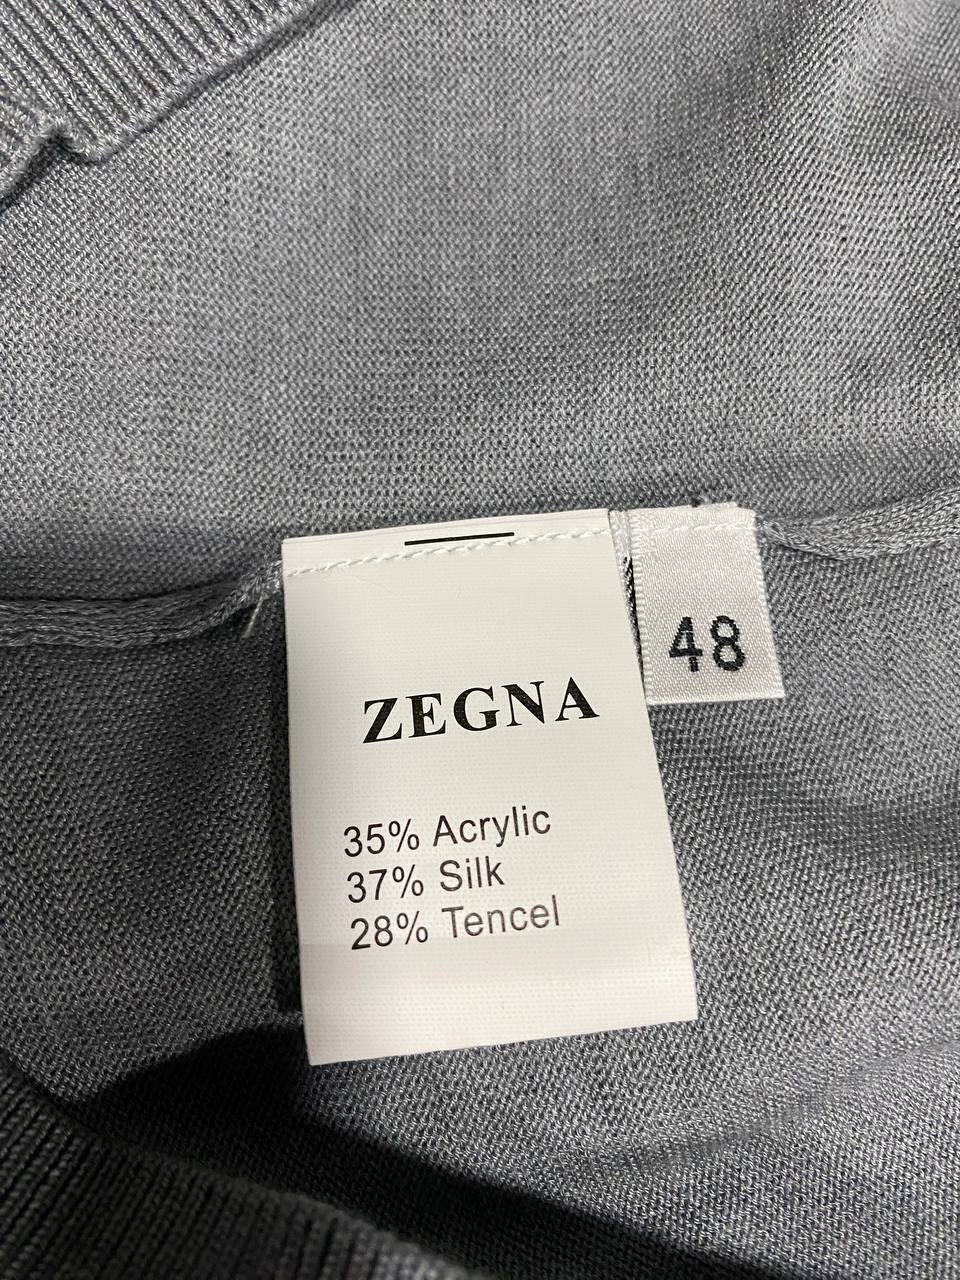 ZEGNA
35% Acrylic
37% Silk
28% Tencel
48